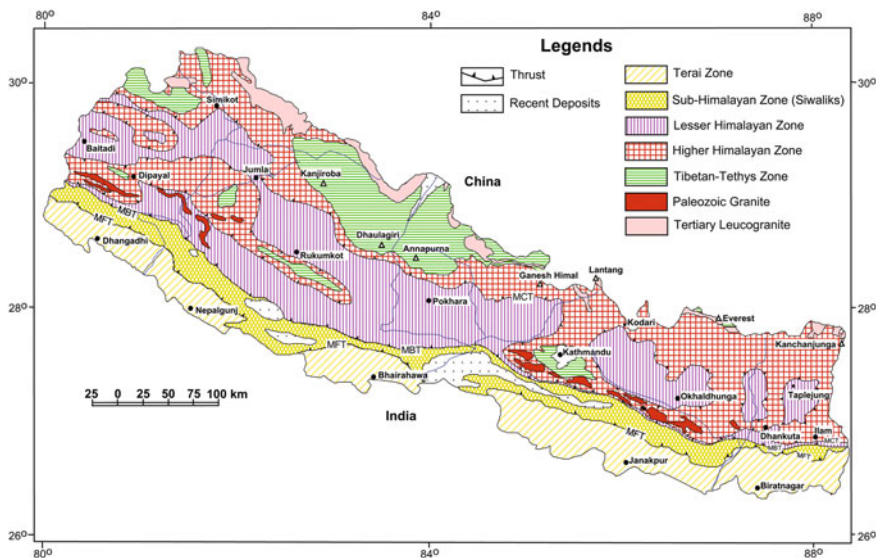 80
84
88
30
30
28
28
26
26
80
84
88
Legends
Thrust
Recent Deposits
Terai Zone
Sub-Himalayan Zone (Siwaliks)
Lesser Himalayan Zone
Higher Himalayan Zone
Tibetan-Tethys Zone
Paleozoic Granite
Tertiary Leucogranite
China
India
Simikot
Baitadi
Dipayal
Jumla
Kanjiroba
MBT
MFT
Dhangadhi
Dhaulagiri
Annapurna
Rukumkot
Ganesh Himal
Lantang
Nepalgunj
Pokhara
MCT
Kodari
Everest
Kanchanjunga
MFT
MBT
Kathmandu
Bhairahawa
25 0 25 50 75 100 km
Okhaldhunga
Taplejung
MFT
Dhankuta
Ilam
MCT
MBT
MFT
Janakpur
Biratnagar